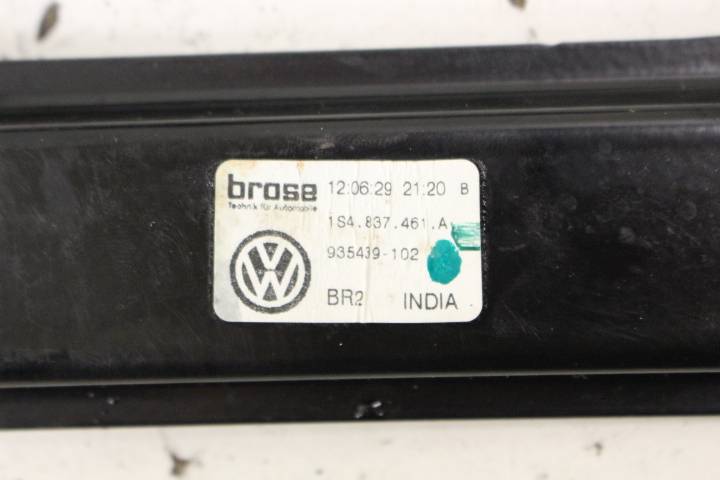 brose 12:06:29 21:20 B
Technik für Automobile
1S4.837.461.A
935439-102
BR2 INDIA